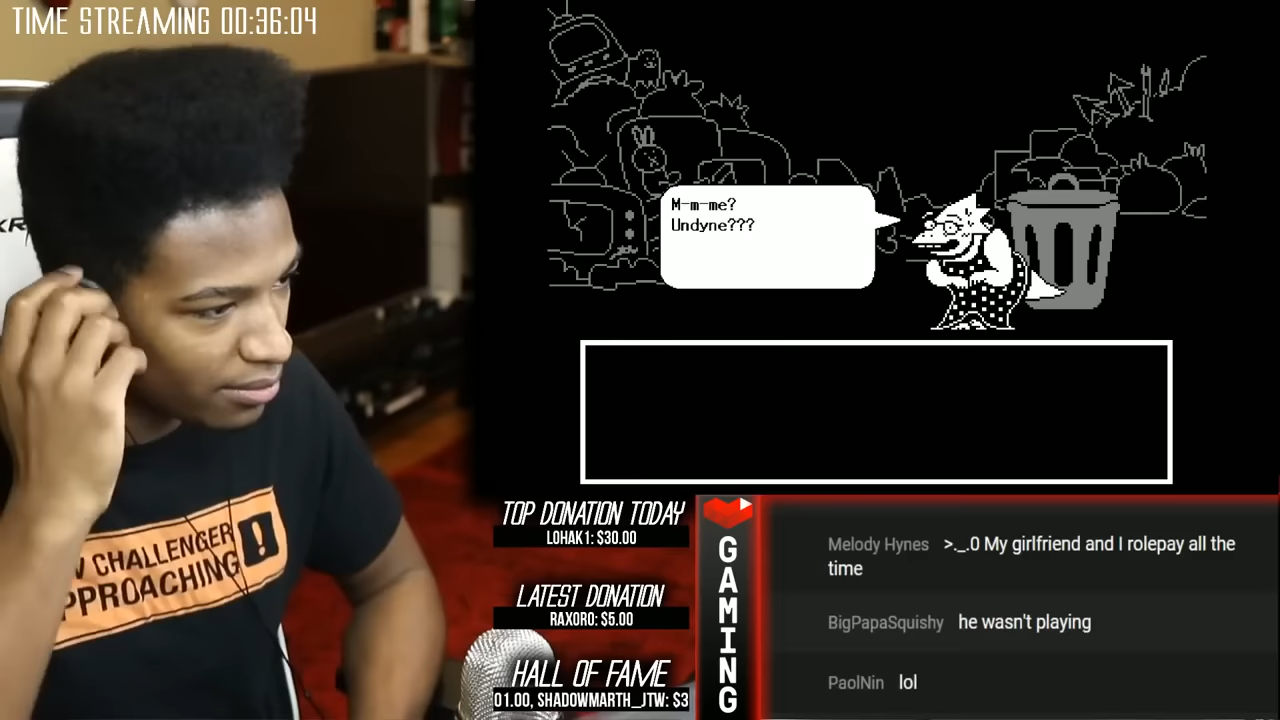 TIME STREAMING 00:36:04
M-m-me?
Undyne???
CHALLENGER
APPROACHING
!
TOP DONATION TODAY
LOHAK1: $30.00
LATEST DONATION
RAXORO: $5.00
HALL OF FAME
01.00, SHADOWMARTH_JTW: $3
GAMING
Melody Hynes >._.0 My girlfriend and I rolepay all the
time
BigPapaSquishy he wasn't playing
PaolNin lol